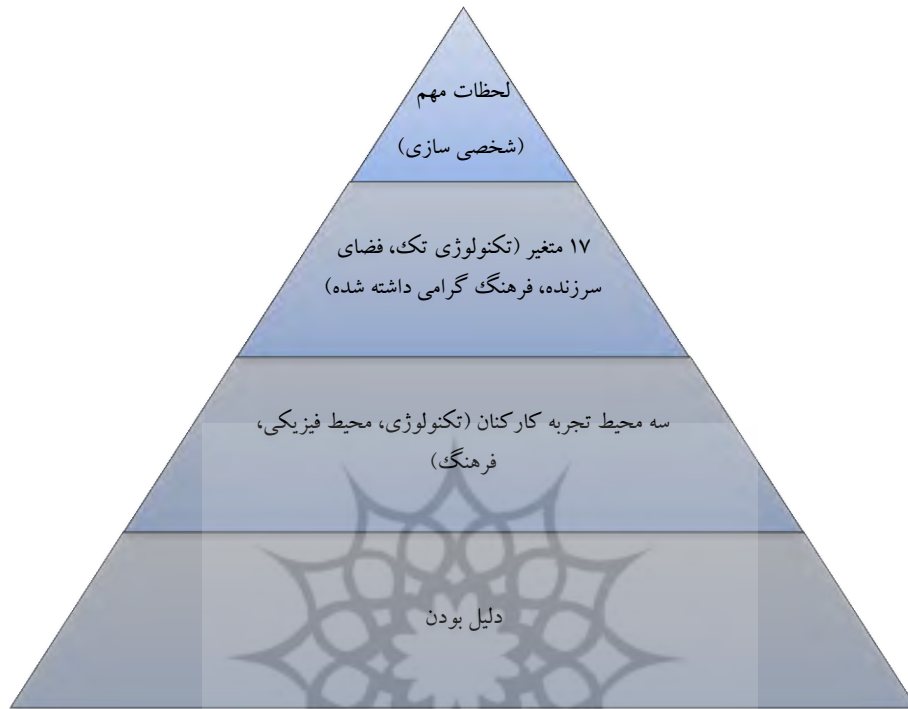 لحظات مهم
(شخصی سازی)
۱۷ متغیر (تکنولوژی تک، فضای
سرزنده، فرهنگ گرامی داشته شده)
سه محیط تجربه کارکنان (تکنولوژی، محیط فیزیکی،
فرهنگ)
دلیل بودن